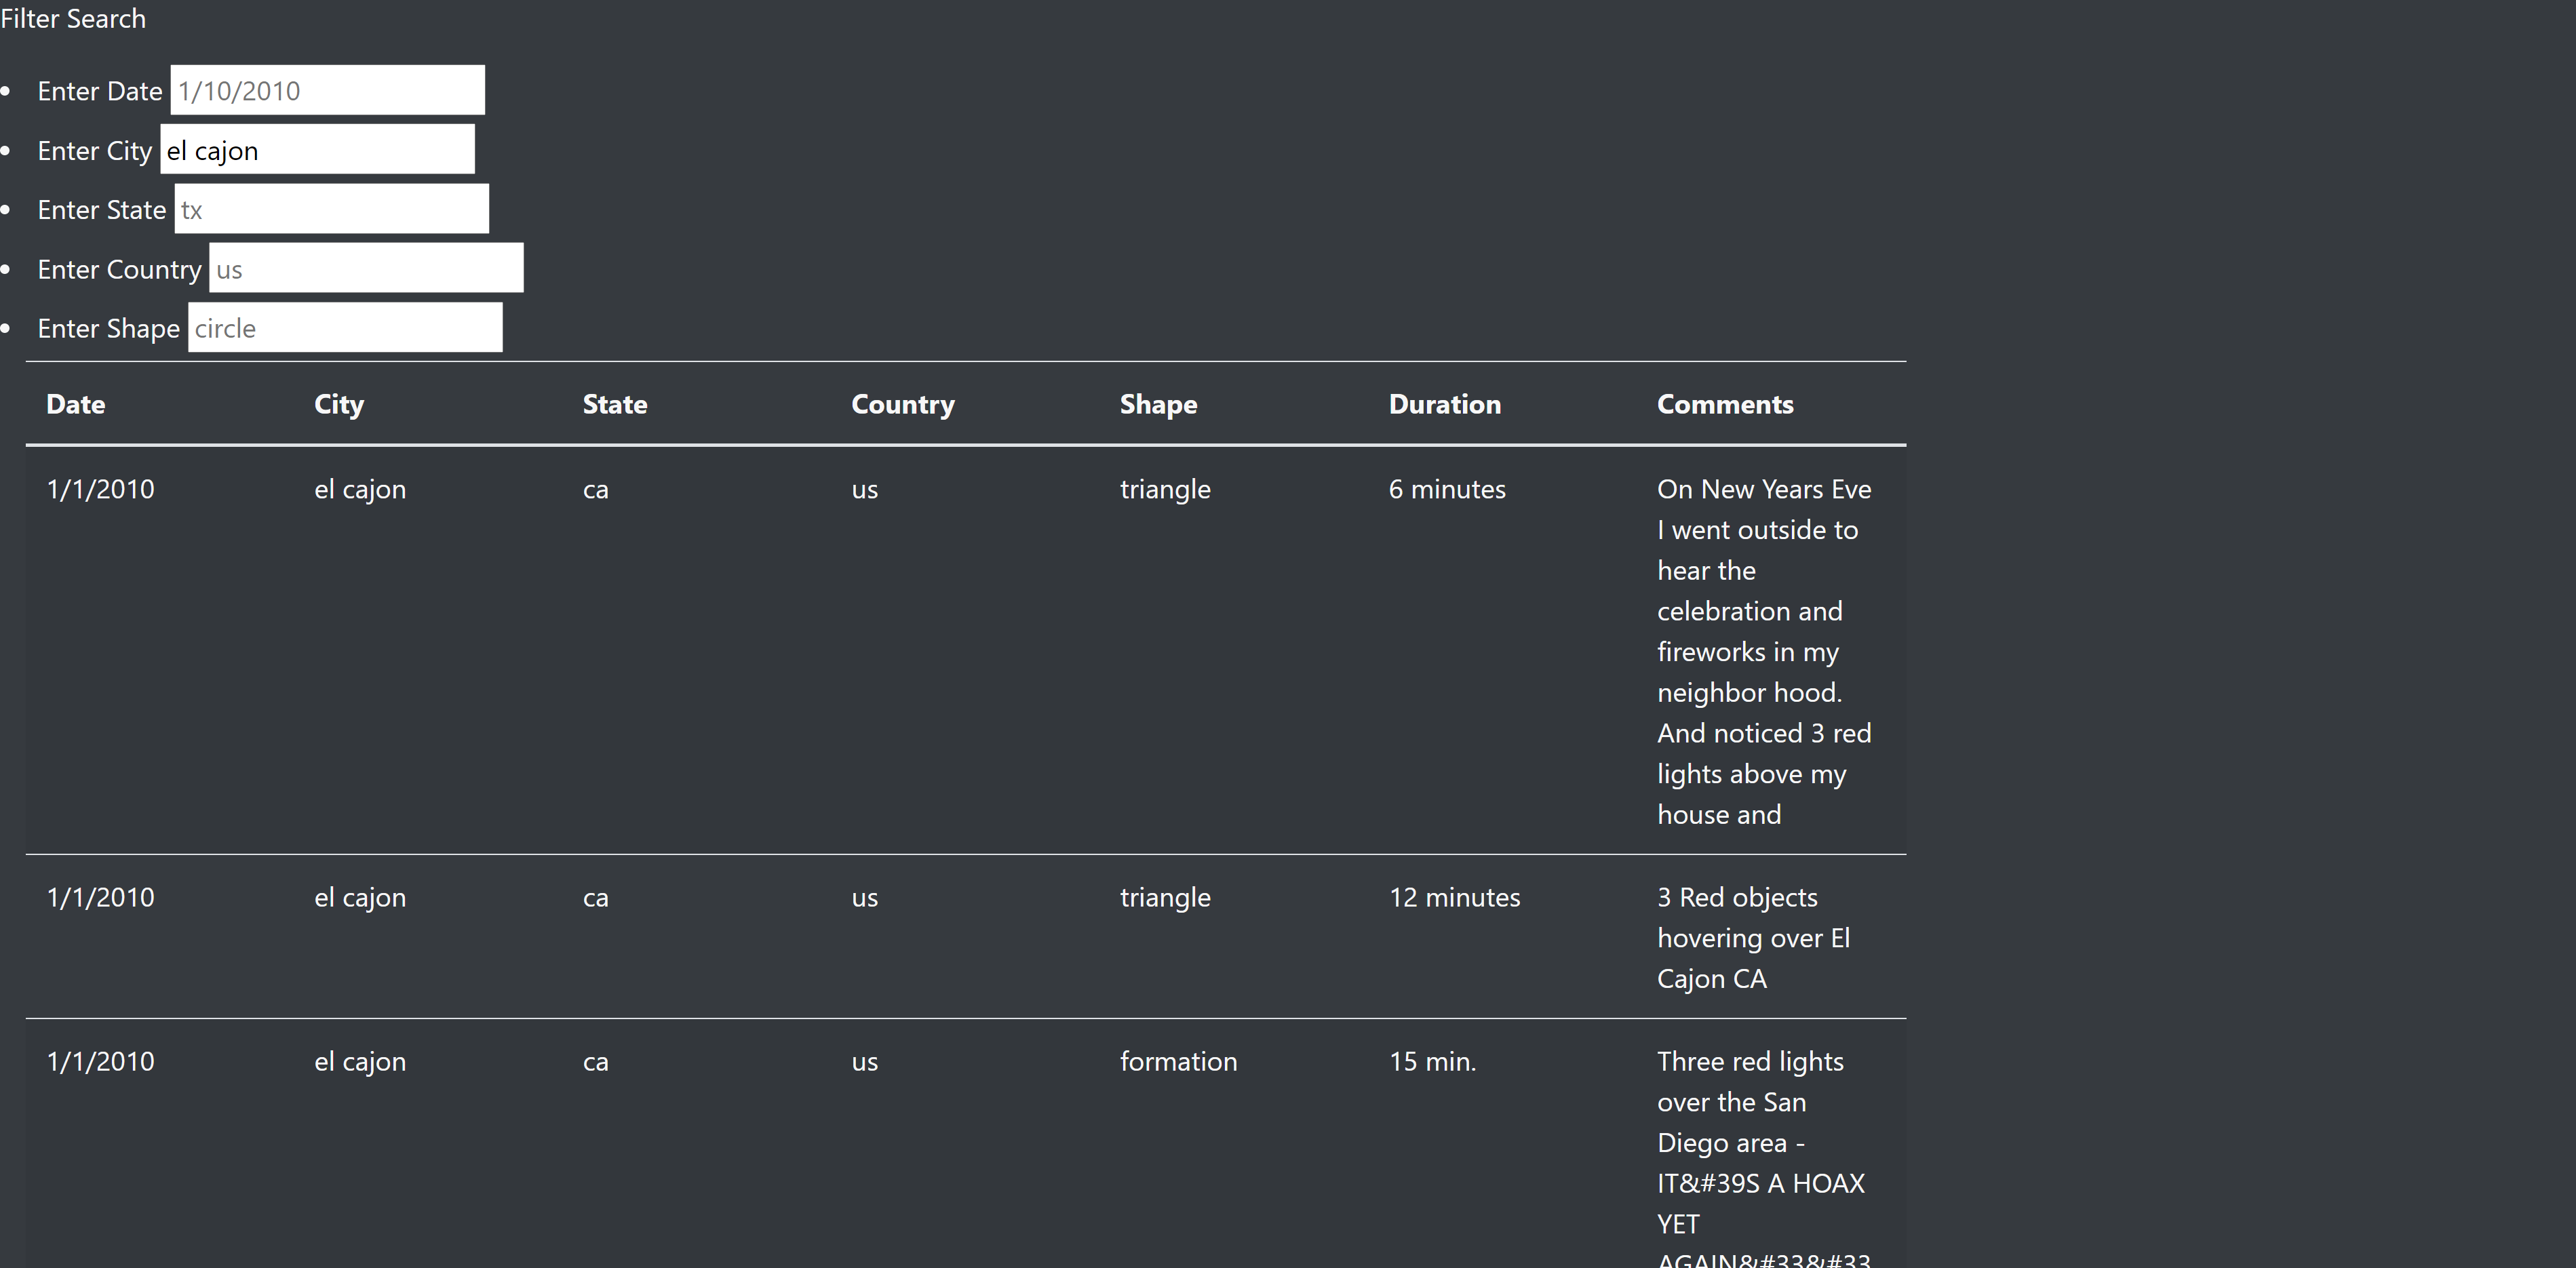 Filter Search
Enter Date 1/10/2010
Enter City el cajon
Enter State tx
Enter Country us
Enter Shape circle
Date City State Country Shape Duration Comments
1/1/2010 el cajon ca us triangle 6 minutes On New Years Eve
I went outside to
hear the
celebration and
fireworks in my
neighbor hood.
And noticed 3 red
lights above my
house and
1/1/2010 el cajon ca us triangle 12 minutes 3 Red objects
hovering over El
Cajon CA
1/1/2010 el cajon ca us formation 15 min. Three red lights
over the San
Diego area -
IT&#39S A HOAX
YET
AGAIN&#33&#33